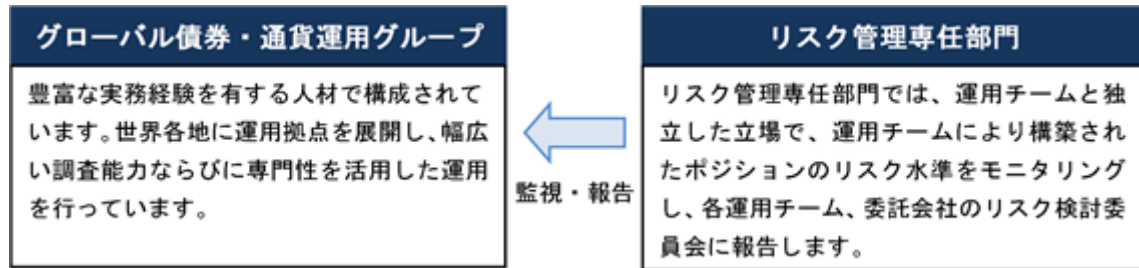 グローバル債券・通貨運用グループ
豊富な実務経験を有する人材で構成されて
います。世界各地に運用拠点を展開し、幅広
い調査能力ならびに専門性を活用した運用
を行っています。
監視・報告
リスク管理専任部門
リスク管理専任部門では、運用チームと独
立した立場で、運用チームにより構築され
たポジションのリスク水準をモニタリング
し、各運用チーム、委託会社のリスク検討委
員会に報告します。